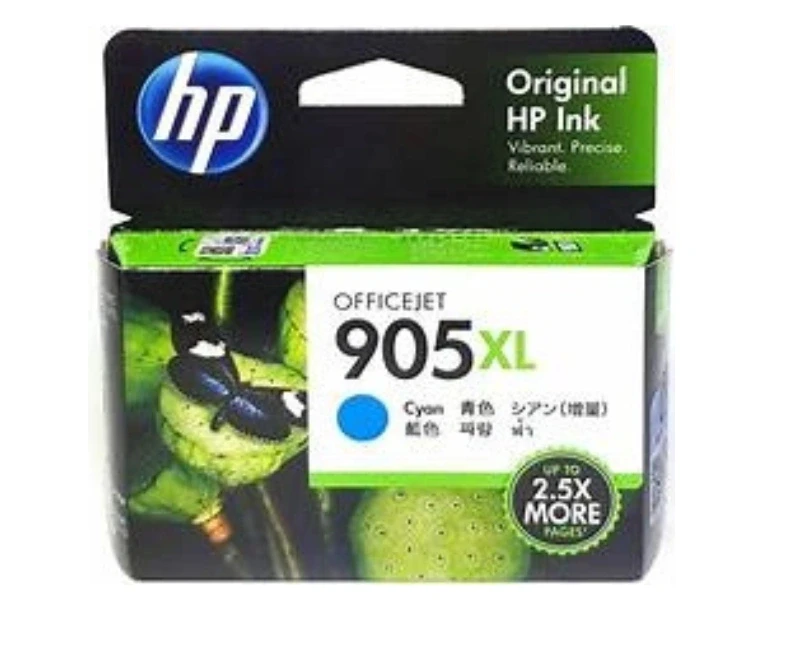 hp
Original
HP Ink
Vibrant. Precise.
Reliable.
OFFICEJET
905XL
Cyan 青色 シアン(増量)
藍色 파랑 ฟ้า
UP TO
2.5X
MORE
PAGES*